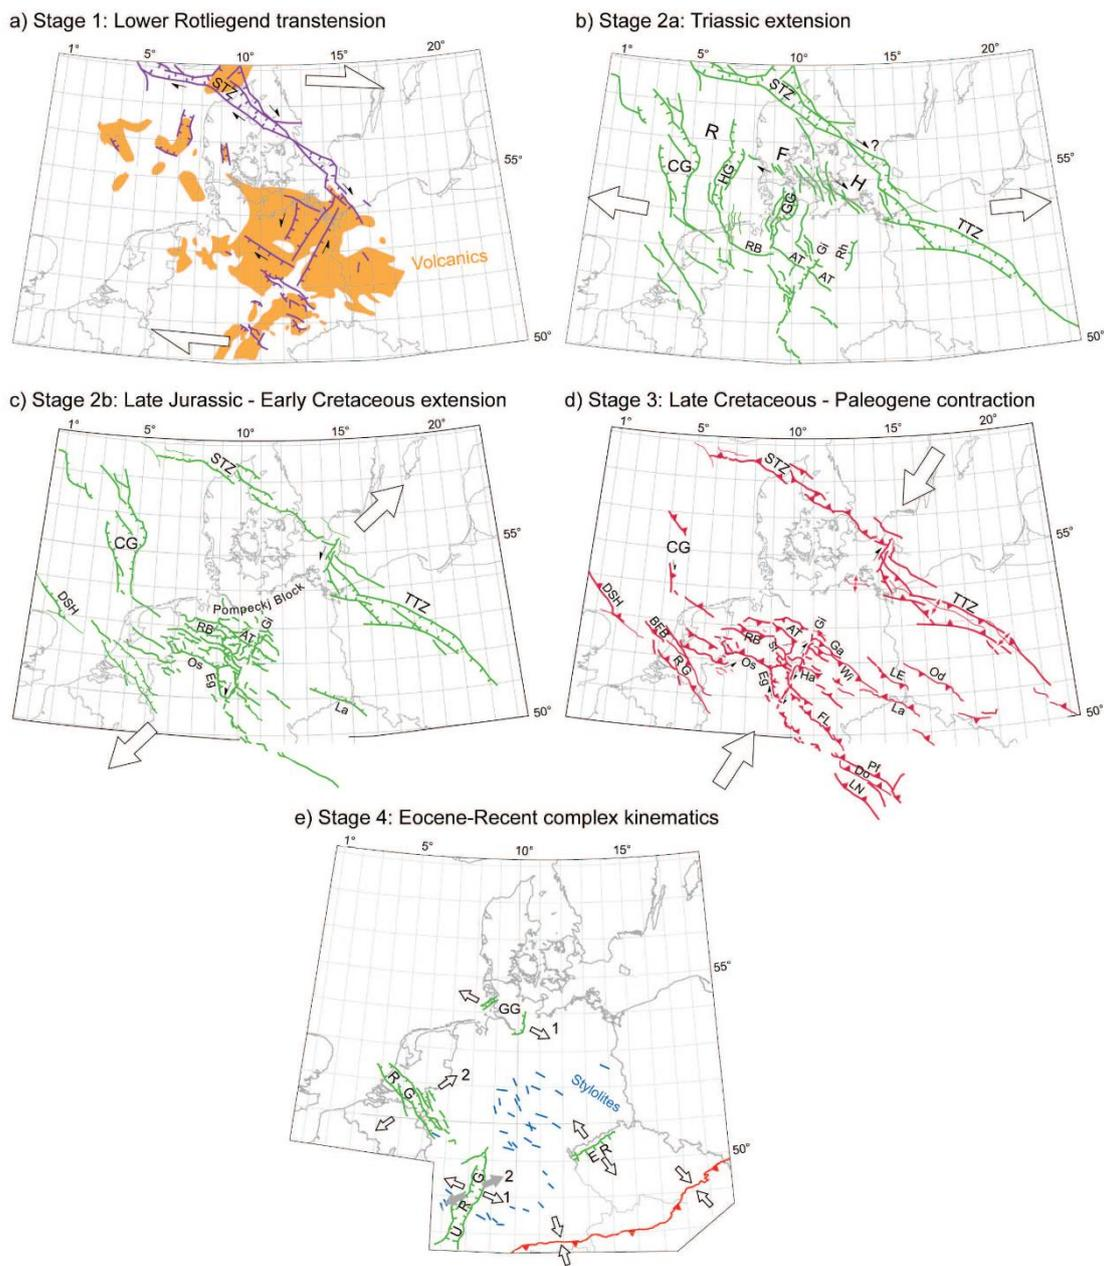 a) Stage 1: Lower Rotliegend transtension
1° 5° 10° 15° 20°
STZ
55°
Volcanics
50°
b) Stage 2a: Triassic extension
1° 5° 10° 15° 20°
STZ
R
F
?
CG
HG
H
55°
GG
TTZ
RB
AT
Gl
Rh
AT
50°
c) Stage 2b: Late Jurassic - Early Cretaceous extension
1° 5° 10° 15° 20°
STZ
CG
55°
DSH
Pompeckj Block
TTZ
RB
AT
Gl
Os
Eg
La
50°
d) Stage 3: Late Cretaceous - Paleogene contraction
5° 10° 15° 20°
STZ
CG
55°
DSH
TTZ
BFB
RB
AT
Gl
Ga
RG
Os
Eg
Ha
Wi
LE
Od
FL
La
50°
Pf
Do
LN
e) Stage 4: Eocene-Recent complex kinematics
1° 5° 10° 15°
55°
GG
1
RG
2
Stylolites
ER
50°
URG
2
1